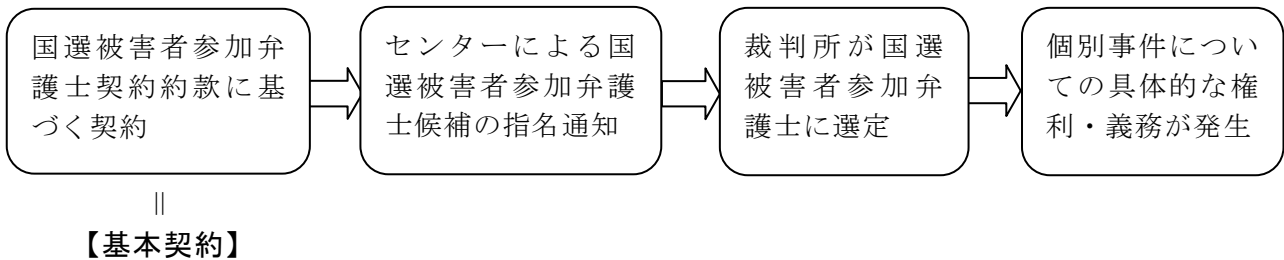 国選被害者参加弁
護士契約約款に基
づく契約
センターによる国
選被害者参加弁護
士候補の指名通知
裁判所が国選
被害者参加弁
護士に選定
個別事件につい
ての具体的な権
利・義務が発生
||
【基本契約】